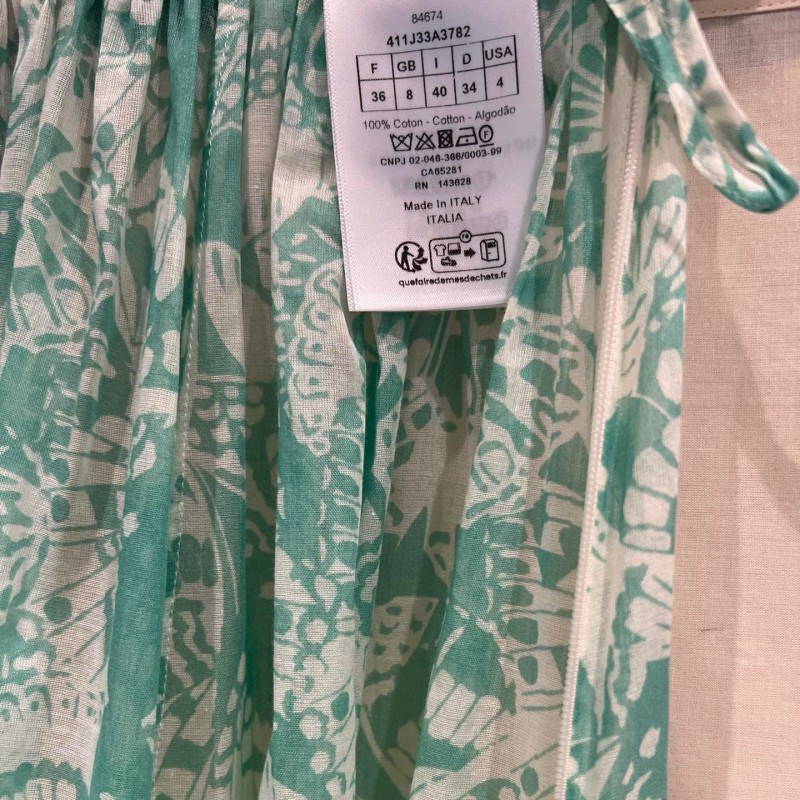 84674
411J33A3782
F GB I D USA
36 8 40 34 4
100% Coton - Cotton - Algodão
CNPJ 02-046-366/0003-99
CA65281
RN 143628
Made In ITALY
ITALIA
FR
quefairedemesdechets.fr